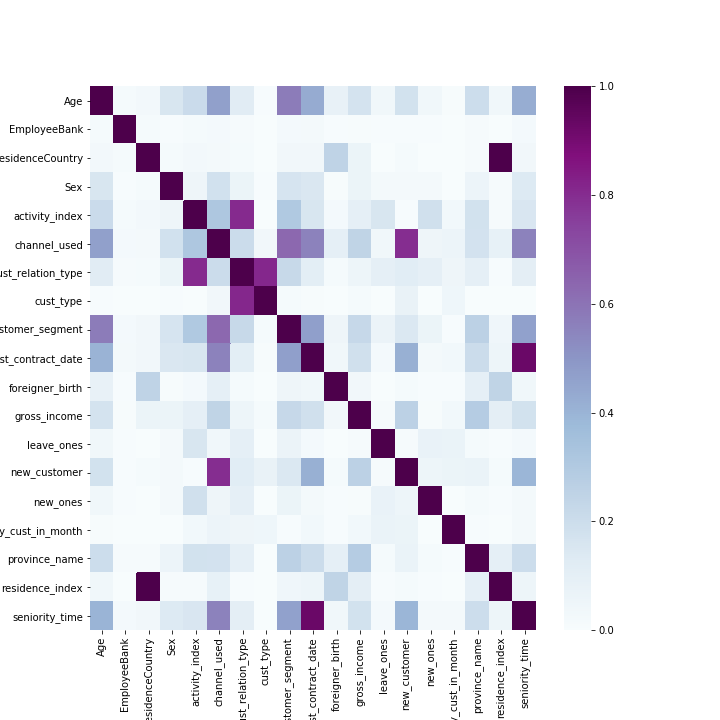 Age
EmployeeBank
esidenceCountry
Sex
activity_index
channel_used
ust_relation_type
cust_type
stomer_segment
st_contract_date
foreigner_birth
gross_income
leave_ones
new_customer
new_ones
y_cust_in_month
province_name
residence_index
seniority_time
Age
EmployeeBank
esidenceCountry
Sex
activity_index
channel_used
ust_relation_type
cust_type
stomer_segment
st_contract_date
foreigner_birth
gross_income
leave_ones
new_customer
new_ones
y_cust_in_month
province_name
residence_index
seniority_time
1.0
0.8
0.6
0.4
0.2
0.0